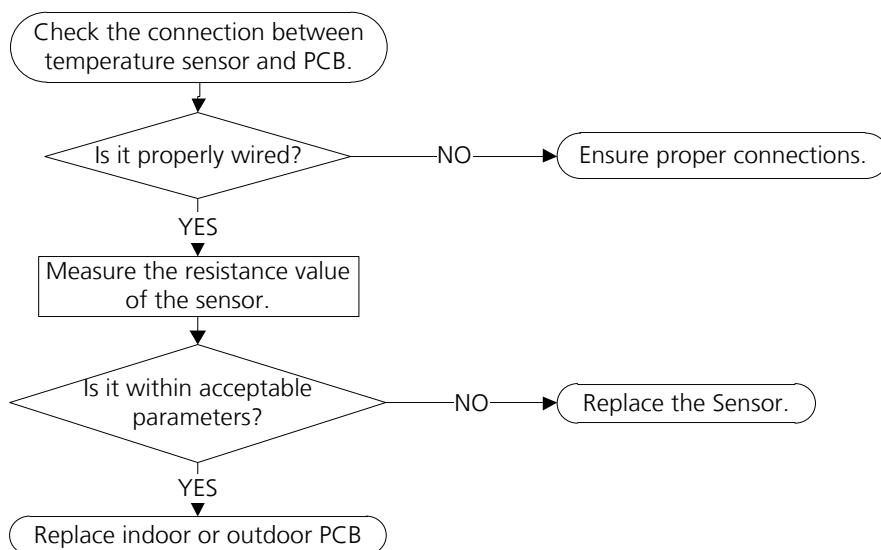 Check the connection between
temperature sensor and PCB.
Is it properly wired?
NO
Ensure proper connections.
YES
Measure the resistance value
of the sensor.
Is it within acceptable
parameters?
NO
Replace the Sensor.
YES
Replace indoor or outdoor PCB